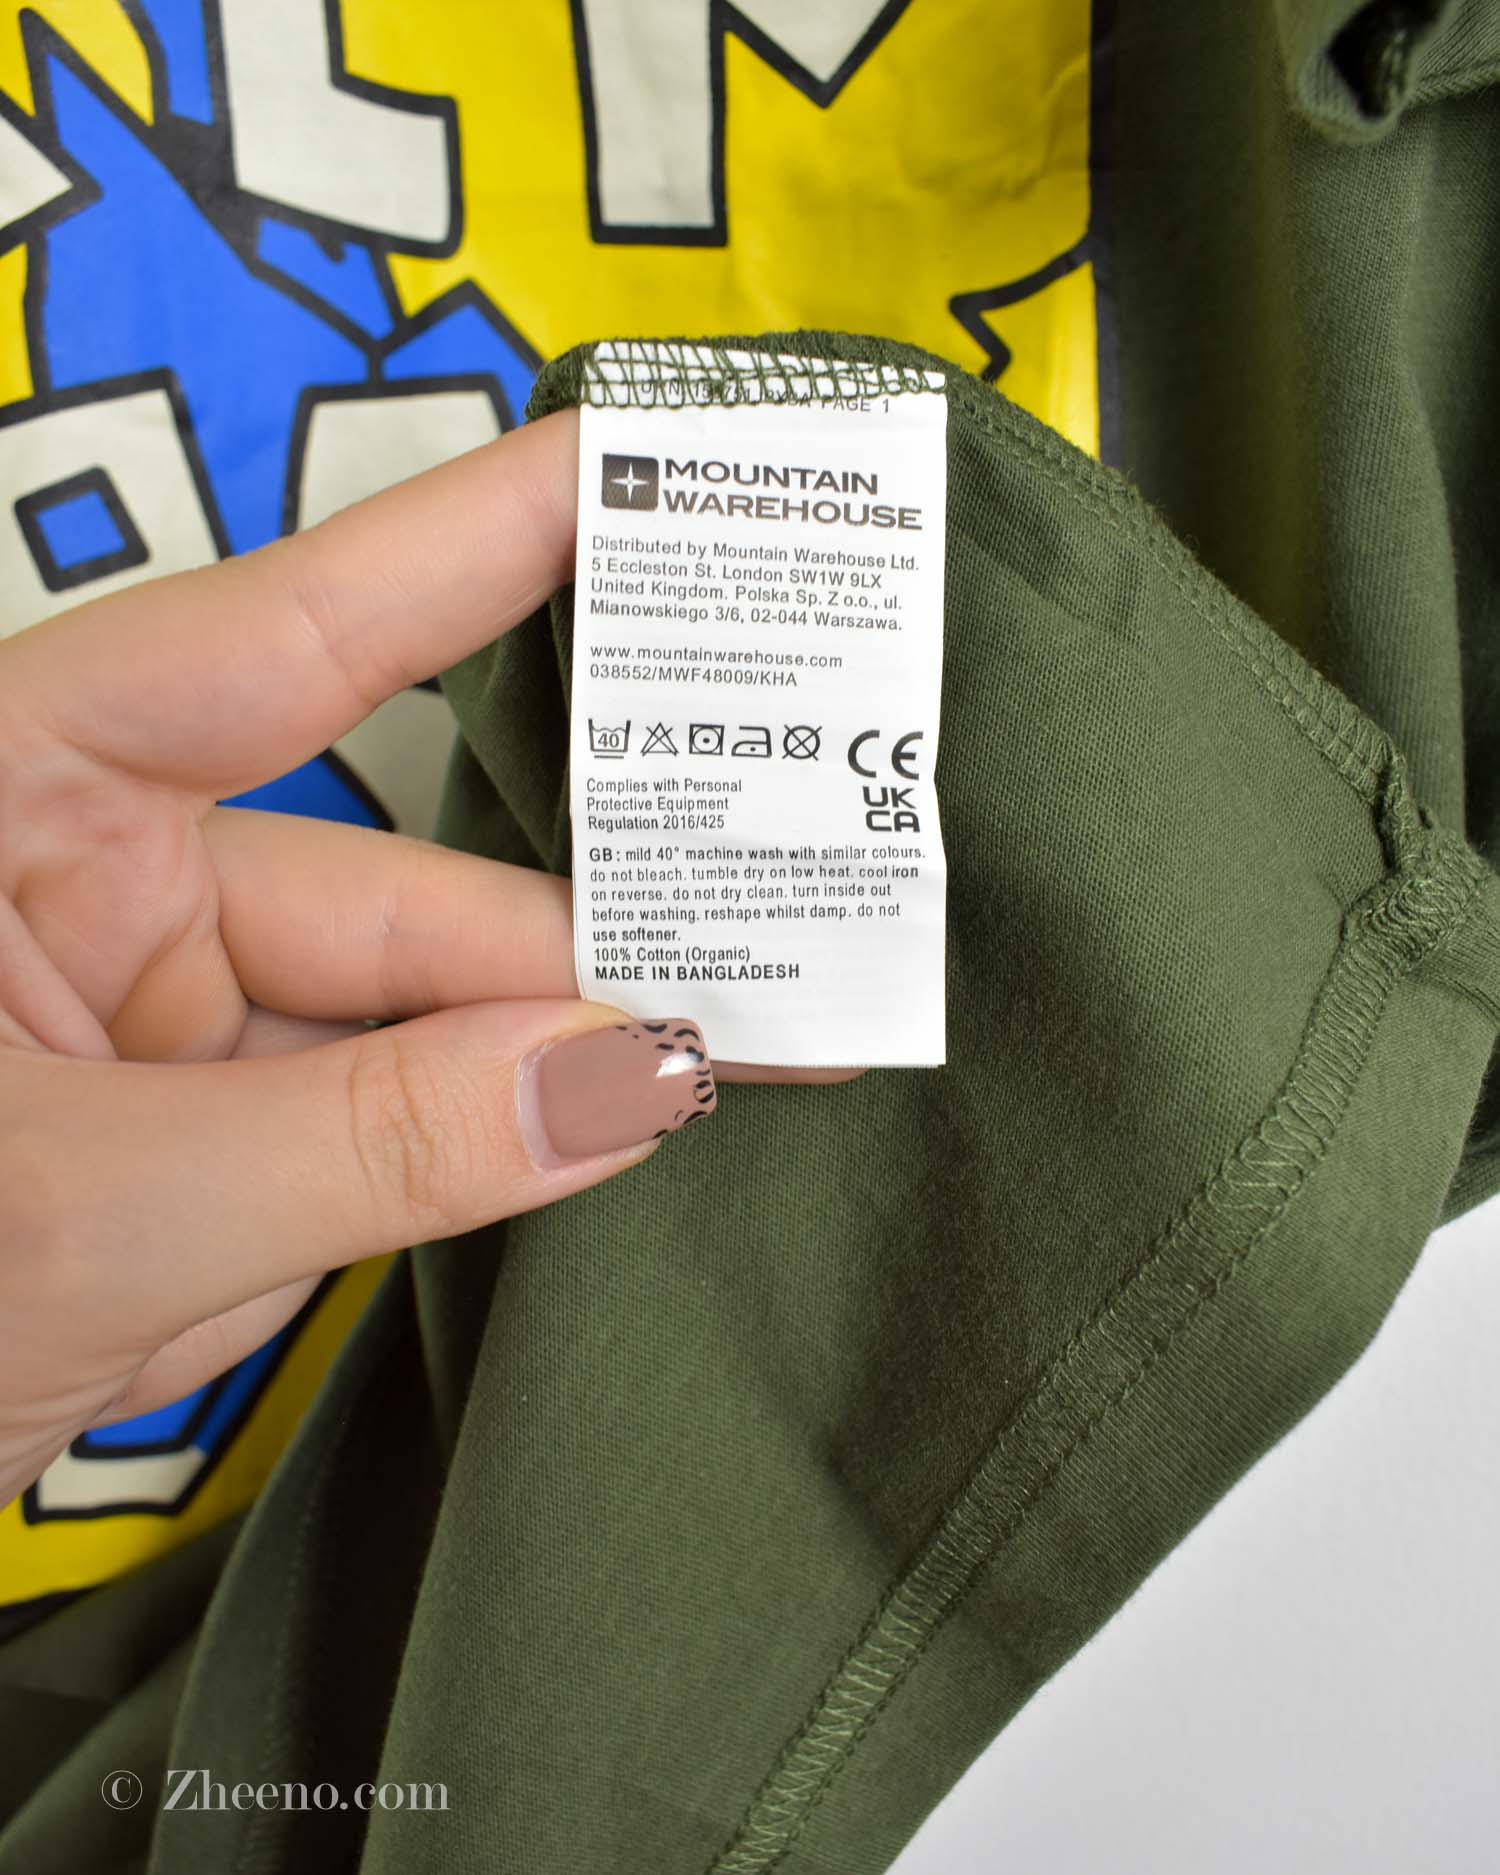 PAGE 1
MOUNTAIN
WAREHOUSE
Distributed by Mountain Warehouse Ltd.
5 Eccleston St. London SW1W 9LX
United Kingdom. Polska Sp. Z o.o., ul.
Mianowskiego 3/6, 02-044 Warszawa.
www.mountainwarehouse.com
038552/MWF48009/KHA
40
CE
Complies with Personal
Protective Equipment
Regulation 2016/425
UK
CA
GB: mild 40° machine wash with similar colours.
do not bleach. tumble dry on low heat. cool iron
on reverse. do not dry clean. turn inside out
before washing. reshape whilst damp. do not
use softener.
100% Cotton (Organic)
MADE IN BANGLADESH
© Zheeno.com